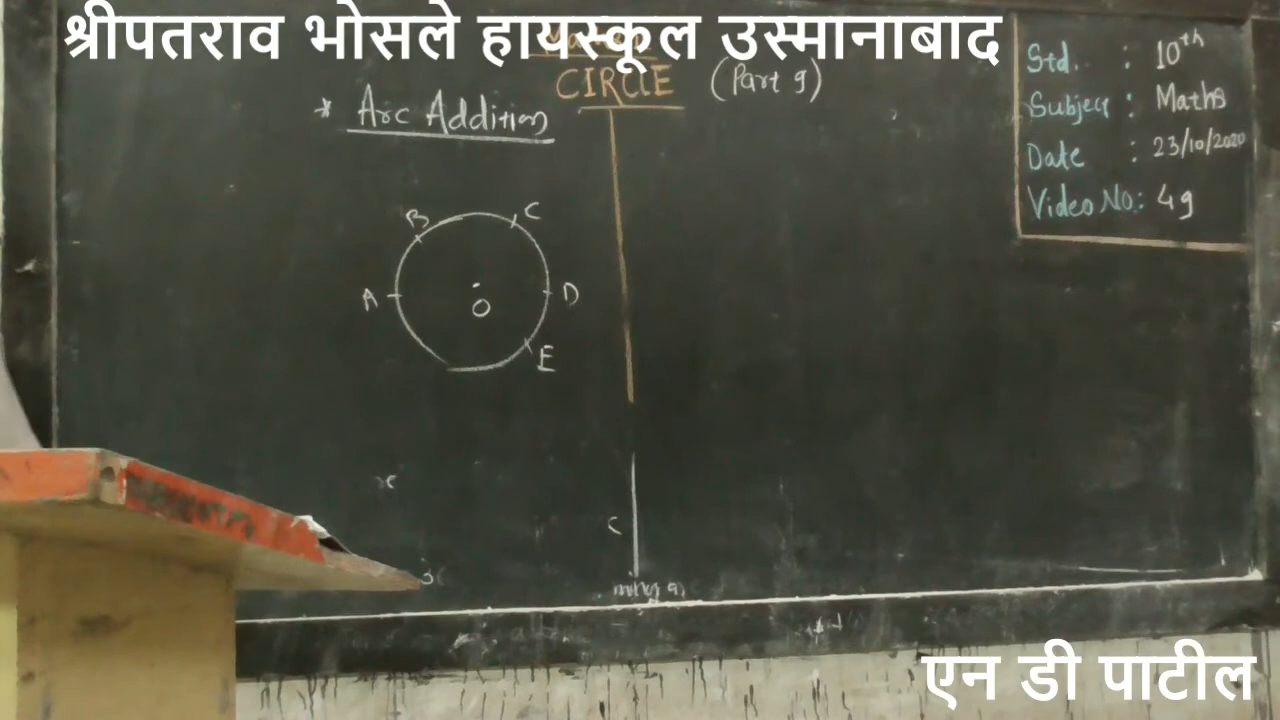 श्रीपतराव भोसले हायस्कूल उस्मानाबाद
CIRCLE (Part 9)
* Arc Addition
Std. : 10th
Subject : Maths
Date : 23/10/2020
Video No: 49
B
C
A
O
D
E
एन डी पाटील